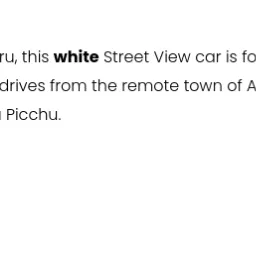 ru, this white Street View car is fo
drives from the remote town of A
Picchu.